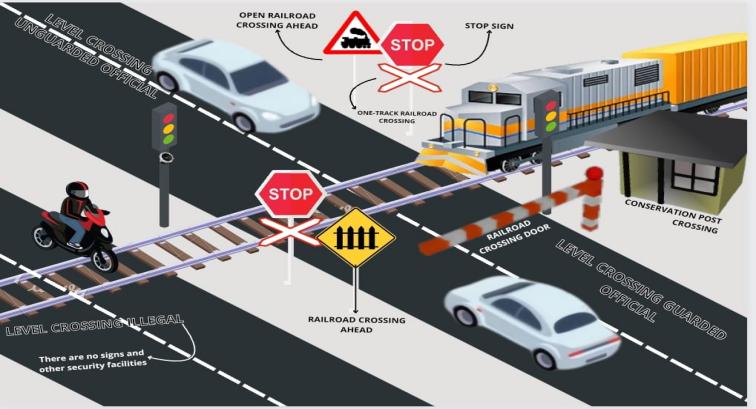 OPEN RAILROAD
CROSSING AHEAD
STOP SIGN
STOP
LEVEL CROSSING
UNGUARDED OFFICIAL
ONE-TRACK RAILROAD
CROSSING
STOP
CONSERVATION POST
CROSSING
RAILROAD
CROSSING DOOR
LEVEL CROSSING GUARDED
OFFICIAL
RAILROAD CROSSING
AHEAD
LEVEL CROSSING ILLEGAL
There are no signs and
other security facilities